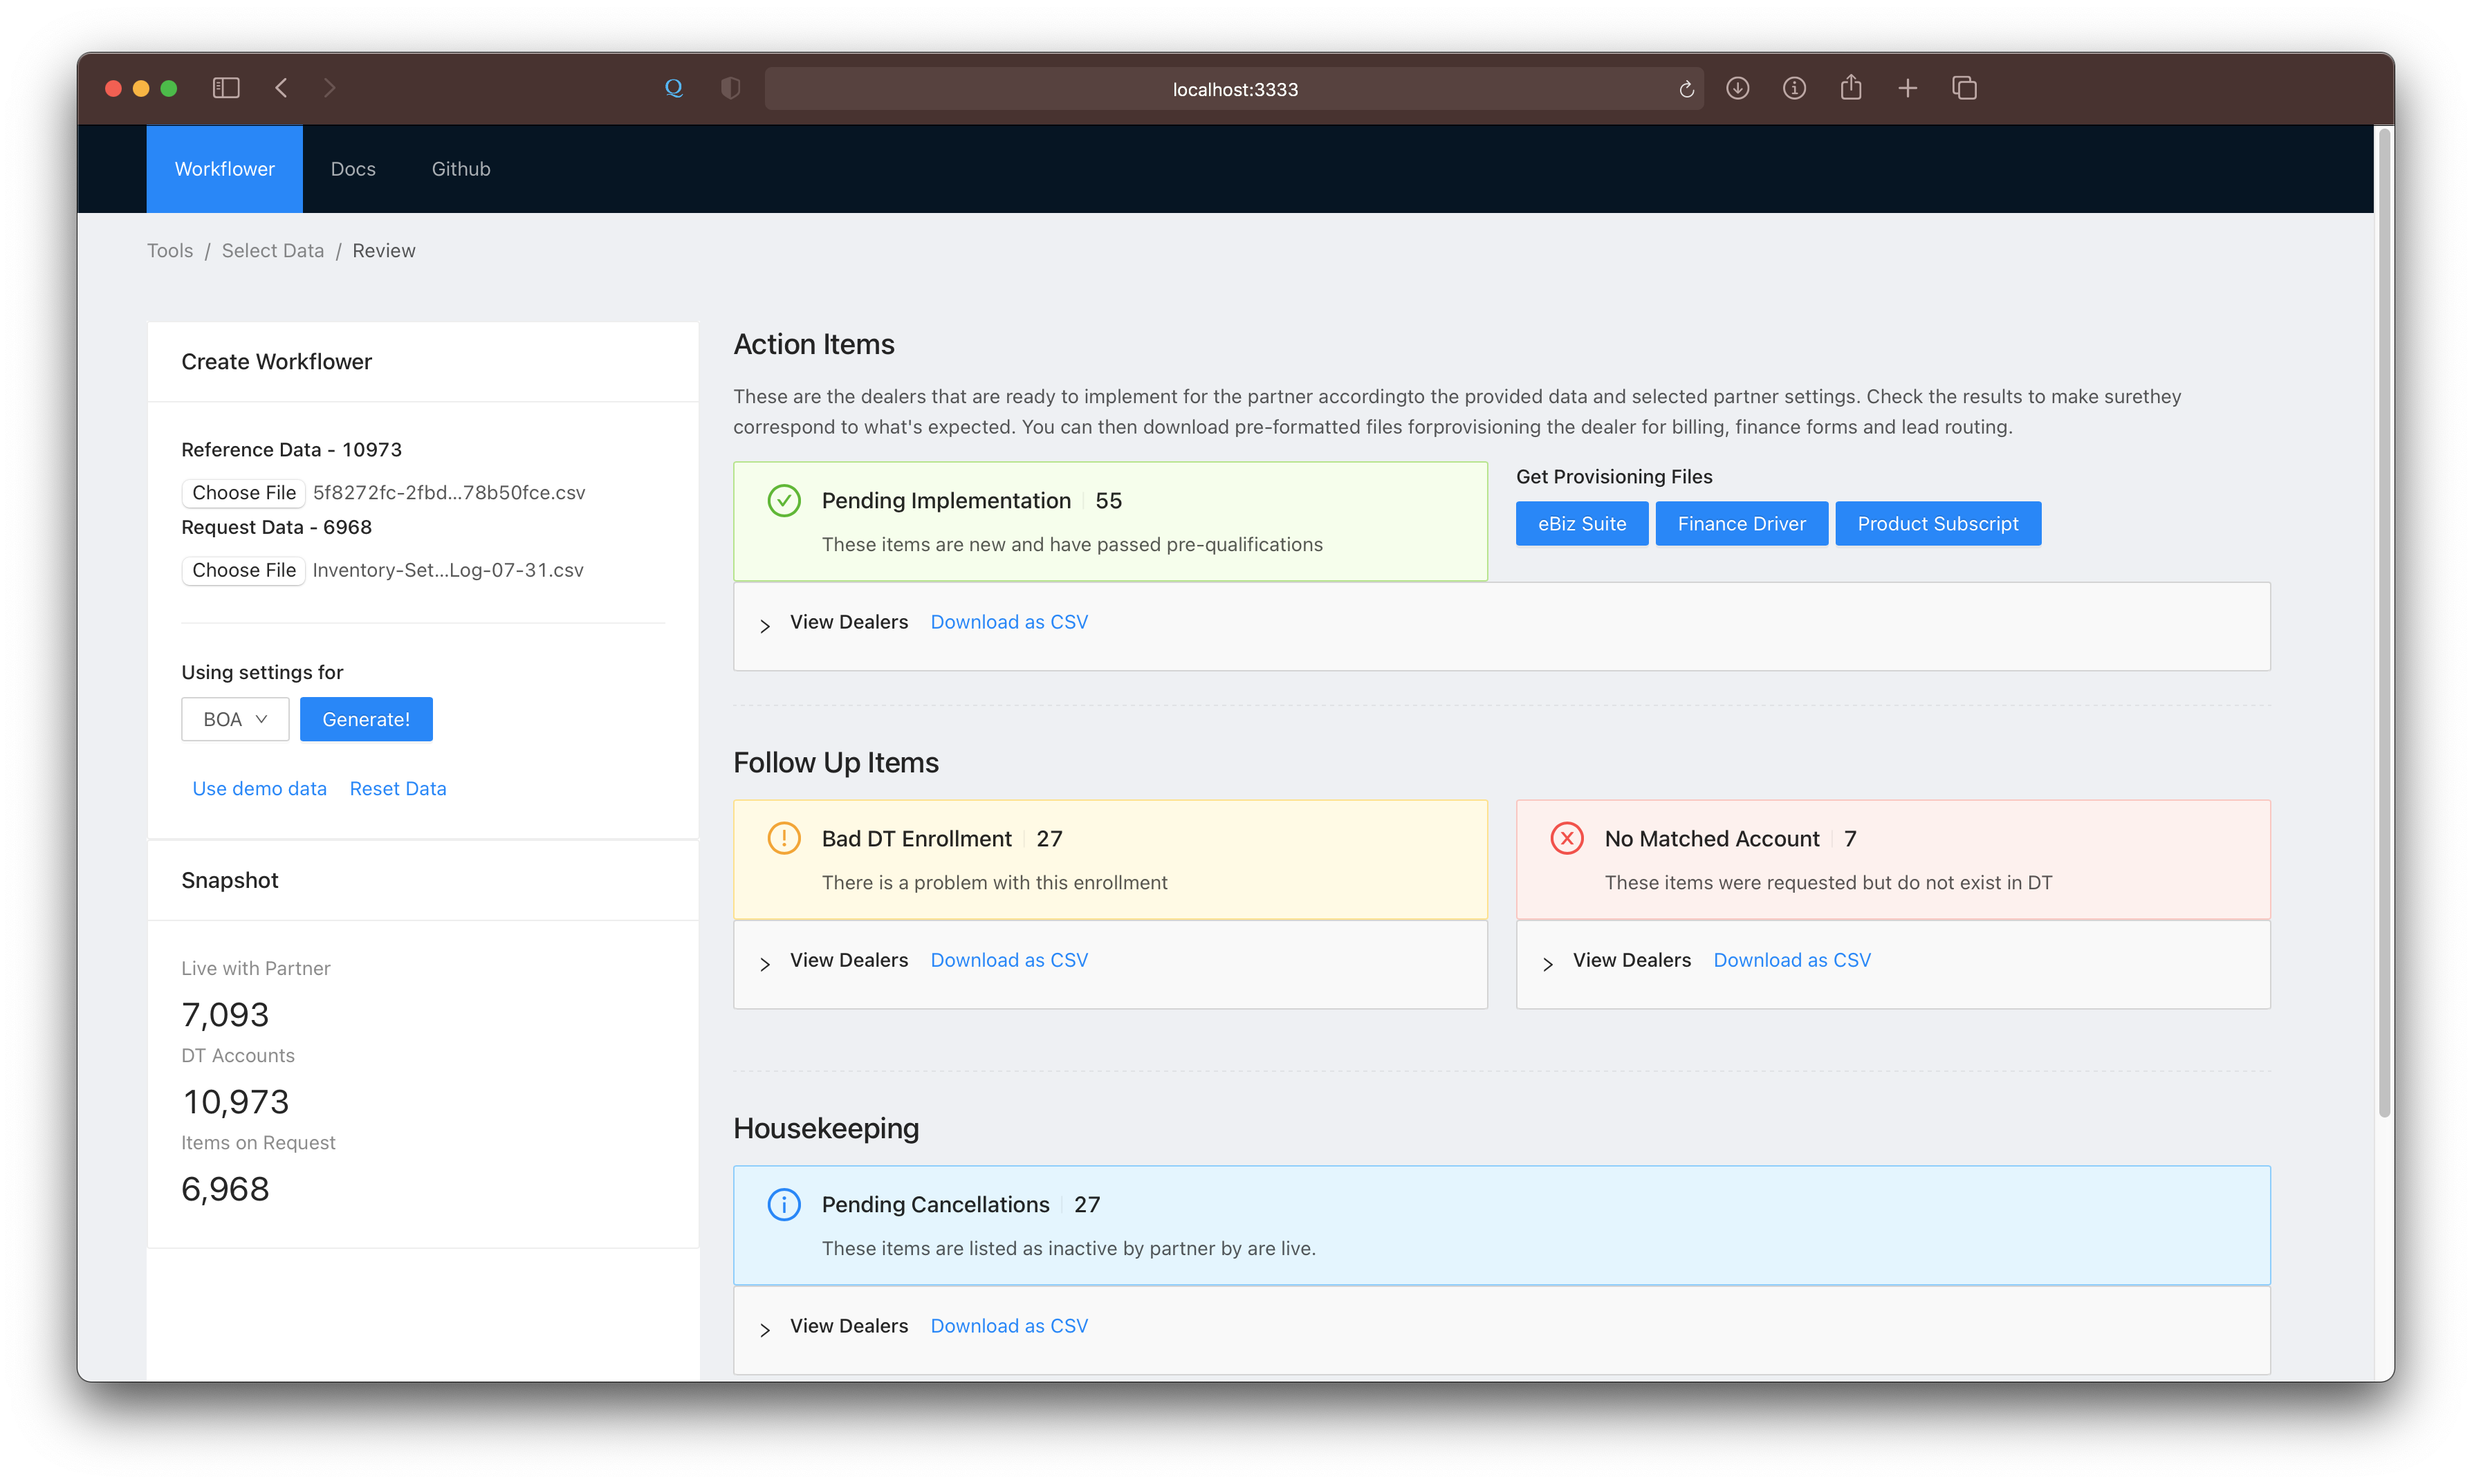 localhost:3333
Workflower Docs Github
Tools / Select Data / Review
Create Workflower
Reference Data - 10973
Choose File 5f8272fc-2fbd...78b50fce.csv
Request Data - 6968
Choose File Inventory-Set...Log-07-31.csv
Using settings for
BOA Generate!
Use demo data Reset Data
Snapshot
Live with Partner
7,093
DT Accounts
10,973
Items on Request
6,968
Action Items
These are the dealers that are ready to implement for the partner accordingto the provided data and selected partner settings. Check the results to make surethey
correspond to what's expected. You can then download pre-formatted files forprovisioning the dealer for billing, finance forms and lead routing.
Pending Implementation 55
These items are new and have passed pre-qualifications
Get Provisioning Files
eBiz Suite Finance Driver Product Subscript
View Dealers Download as CSV
Follow Up Items
Bad DT Enrollment 27
There is a problem with this enrollment
View Dealers Download as CSV
No Matched Account 7
These items were requested but do not exist in DT
View Dealers Download as CSV
Housekeeping
Pending Cancellations 27
These items are listed as inactive by partner by are live.
View Dealers Download as CSV